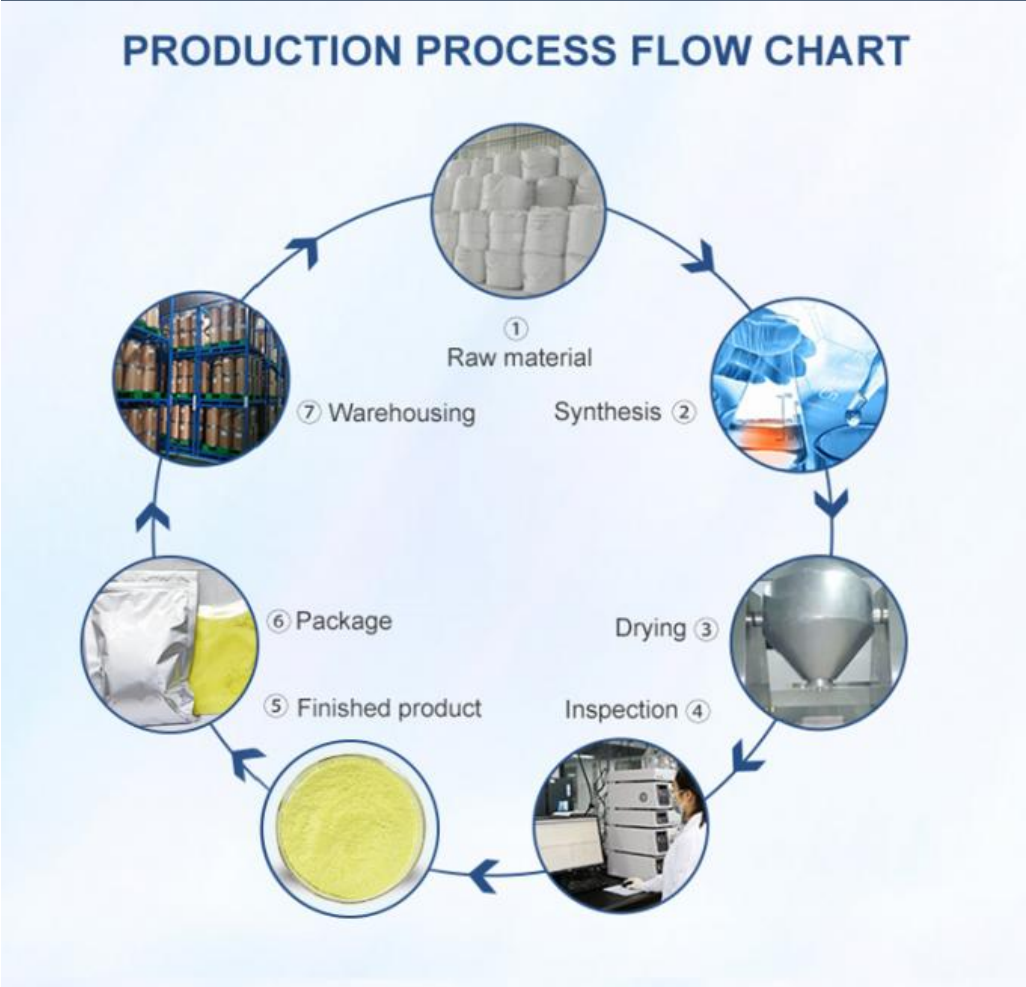 PRODUCTION PROCESS FLOW CHART
①
Raw material
Synthesis ②
Drying ③
Inspection ④
⑤ Finished product
⑥ Package
⑦ Warehousing